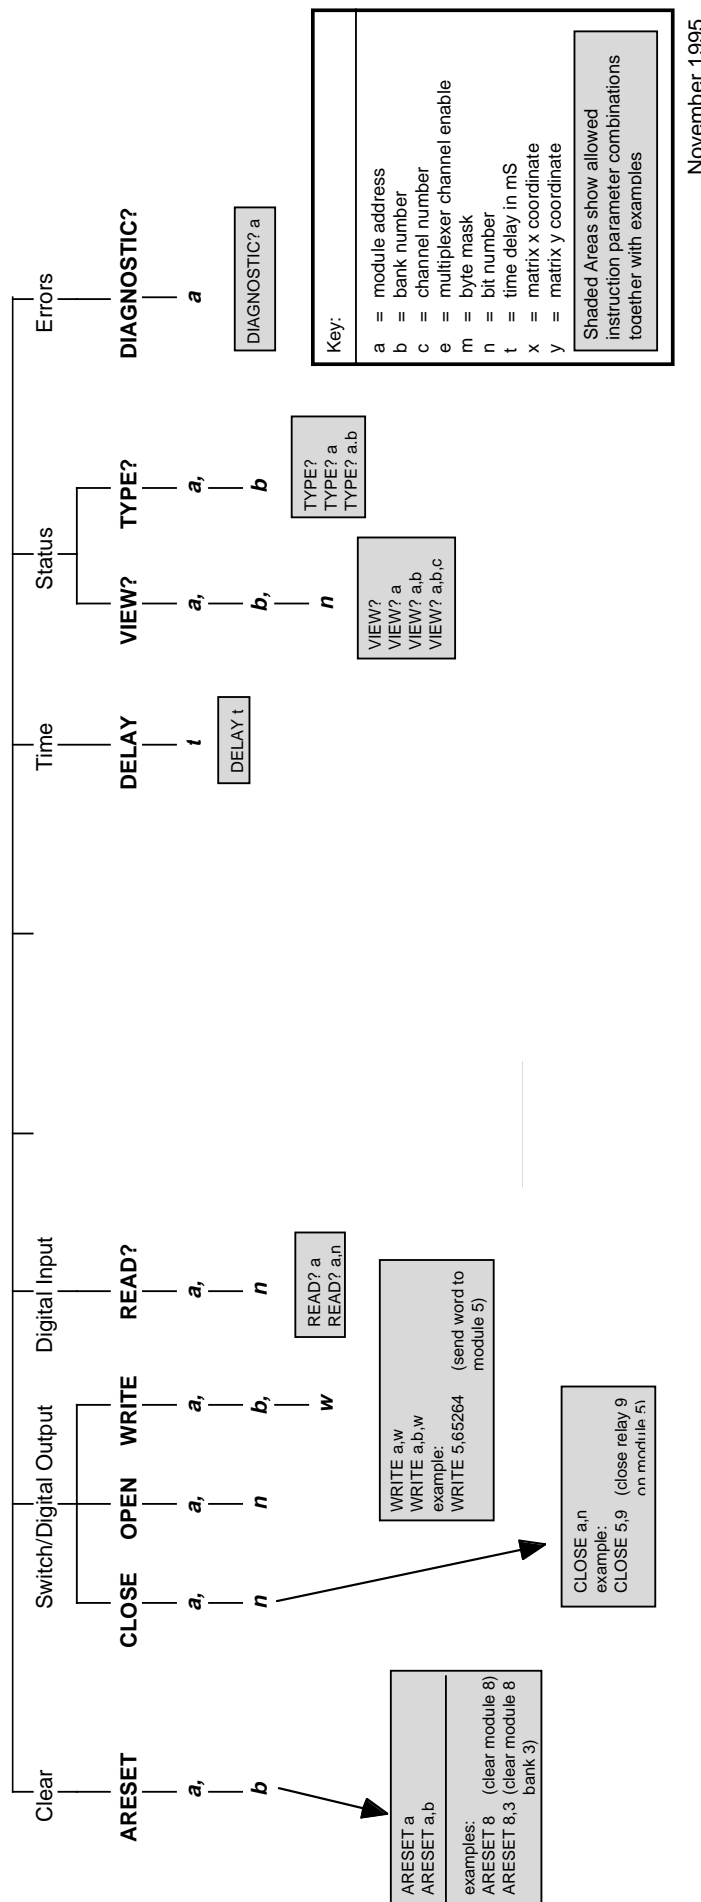 Clear
ARESET
a,
b
ARESET a
ARESET a,b
examples:
ARESET 8 (clear module 8)
ARESET 8,3 (clear module 8
bank 3)
Switch/Digital Output
CLOSE OPEN WRITE
a, a, a,
n n b,
w
CLOSE a,n
example:
CLOSE 5,9 (close relay 9
on module 5)
WRITE a,w
WRITE a,b,w
example:
WRITE 5,65264 (send word to
module 5)
Digital Input
READ?
a,
n
READ? a
READ? a,n
Time
DELAY
t
DELAY t
Status
VIEW? TYPE?
a, a,
b, b
n
VIEW?
VIEW? a
VIEW? a,b
VIEW? a,b,c
TYPE?
TYPE? a
TYPE? a.b
Errors
DIAGNOSTIC?
a
DIAGNOSTIC? a
Key:
a = module address
b = bank number
c = channel number
e = multiplexer channel enable
m = byte mask
n = bit number
t = time delay in mS
x = matrix x coordinate
y = matrix y coordinate
Shaded Areas show allowed
instruction parameter combinations
together with examples
November 1995